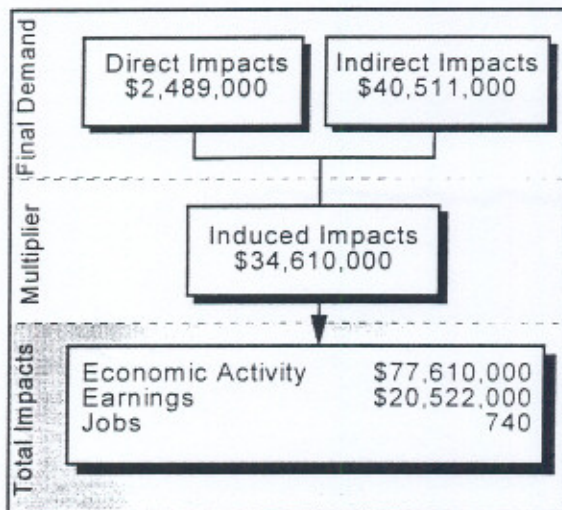 Final Demand
Direct Impacts
$2,489,000
Indirect Impacts
$40,511,000
Multiplier
Induced Impacts
$34,610,000
Total Impacts
Economic Activity $77,610,000
Earnings $20,522,000
Jobs 740